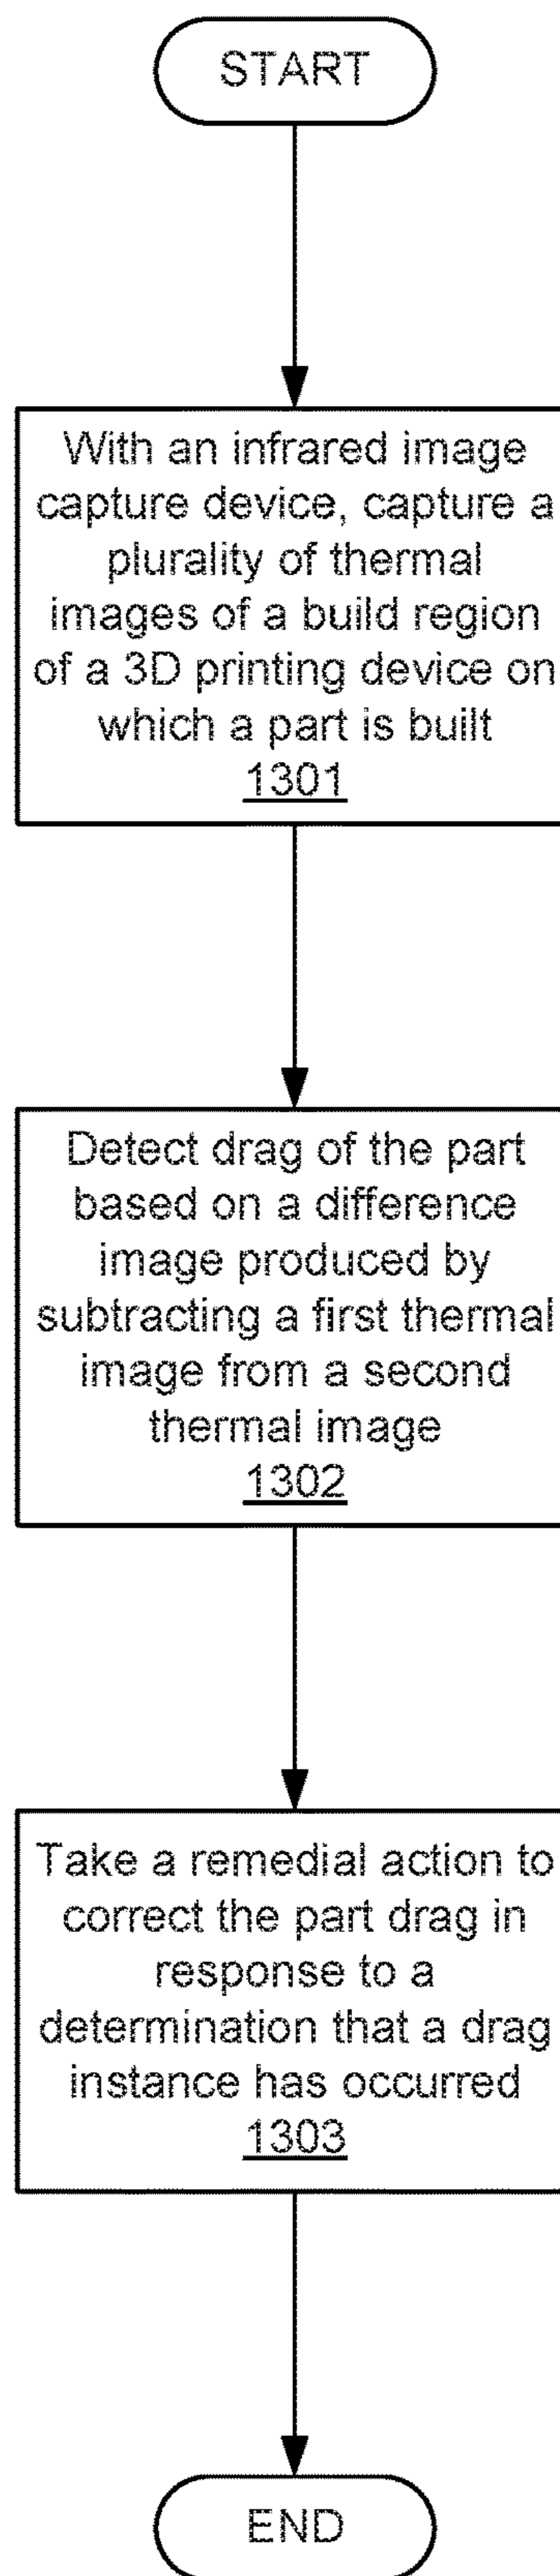 START
With an infrared image
capture device, capture a
plurality of thermal
images of a build region
of a 3D printing device on
which a part is built
1301
Detect drag of the part
based on a difference
image produced by
subtracting a first thermal
image from a second
thermal image
1302
Take a remedial action to
correct the part drag in
response to a
determination that a drag
instance has occurred
1303
END